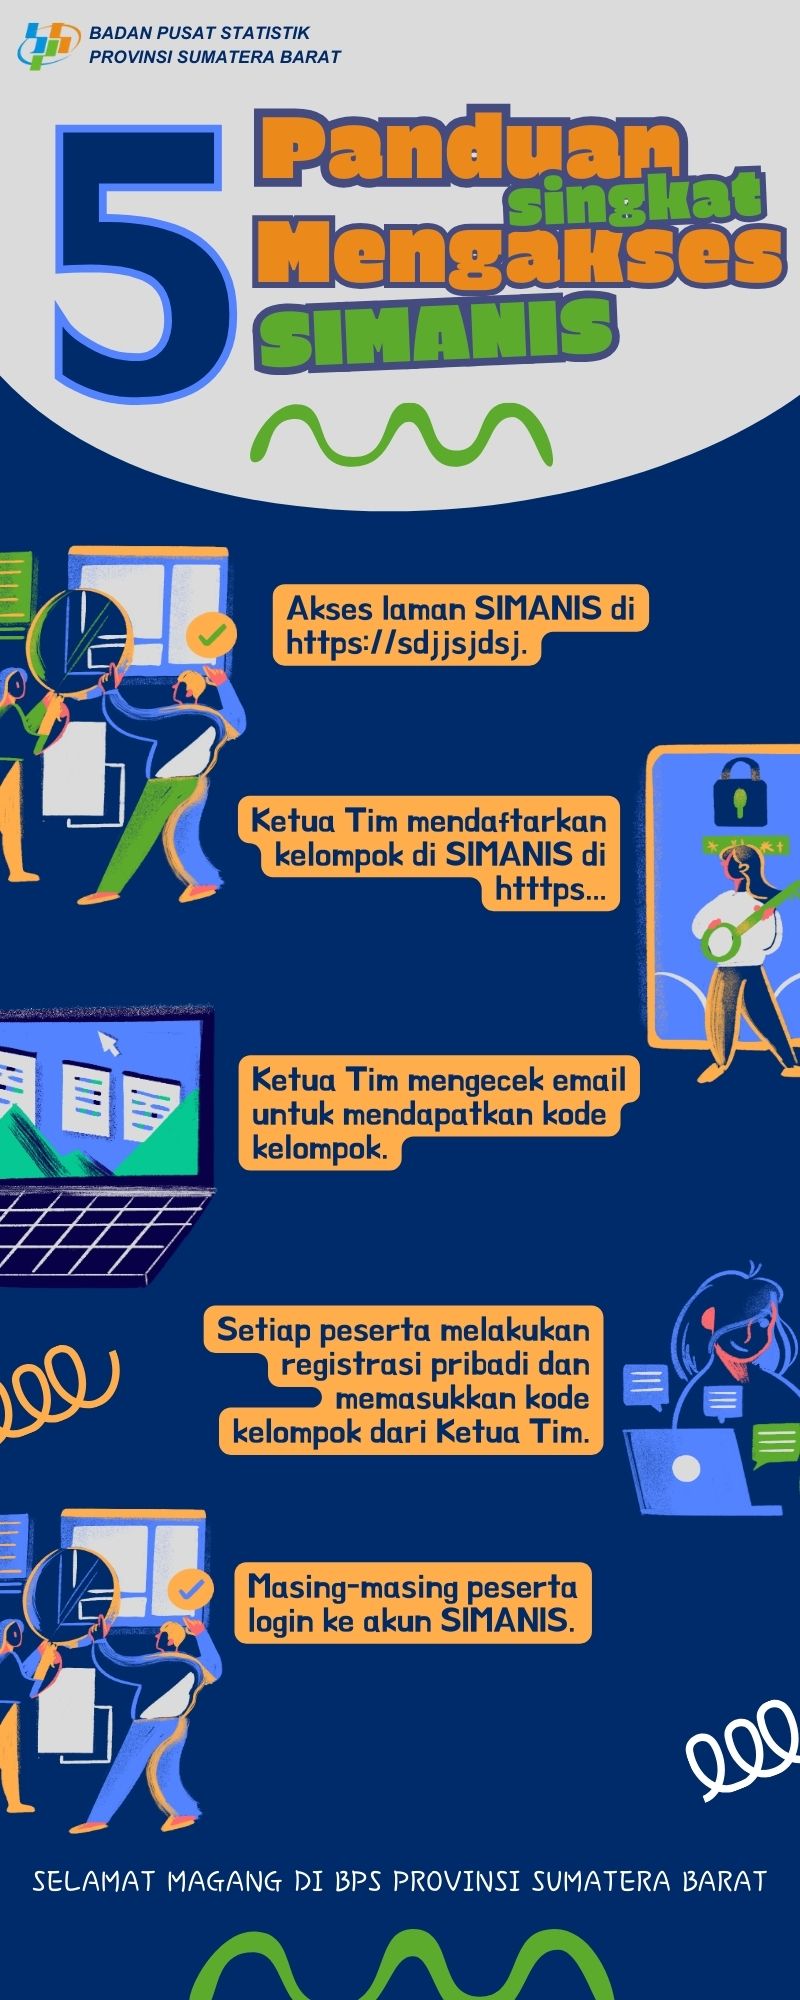 BADAN PUSAT STATISTIK
PROVINSI SUMATERA BARAT
5
Panduan
singkat
Mengakses
SIMANIS
Akses laman SIMANIS di
https://sdjjsjdsj.
Ketua Tim mendaftarkan
kelompok di SIMANIS di
htttps...
Ketua Tim mengecek email
untuk mendapatkan kode
kelompok.
Setiap peserta melakukan
registrasi pribadi dan
memasukkan kode
kelompok dari Ketua Tim.
Masing-masing peserta
login ke akun SIMANIS.
SELAMAT MAGANG DI BPS PROVINSI SUMATERA BARAT